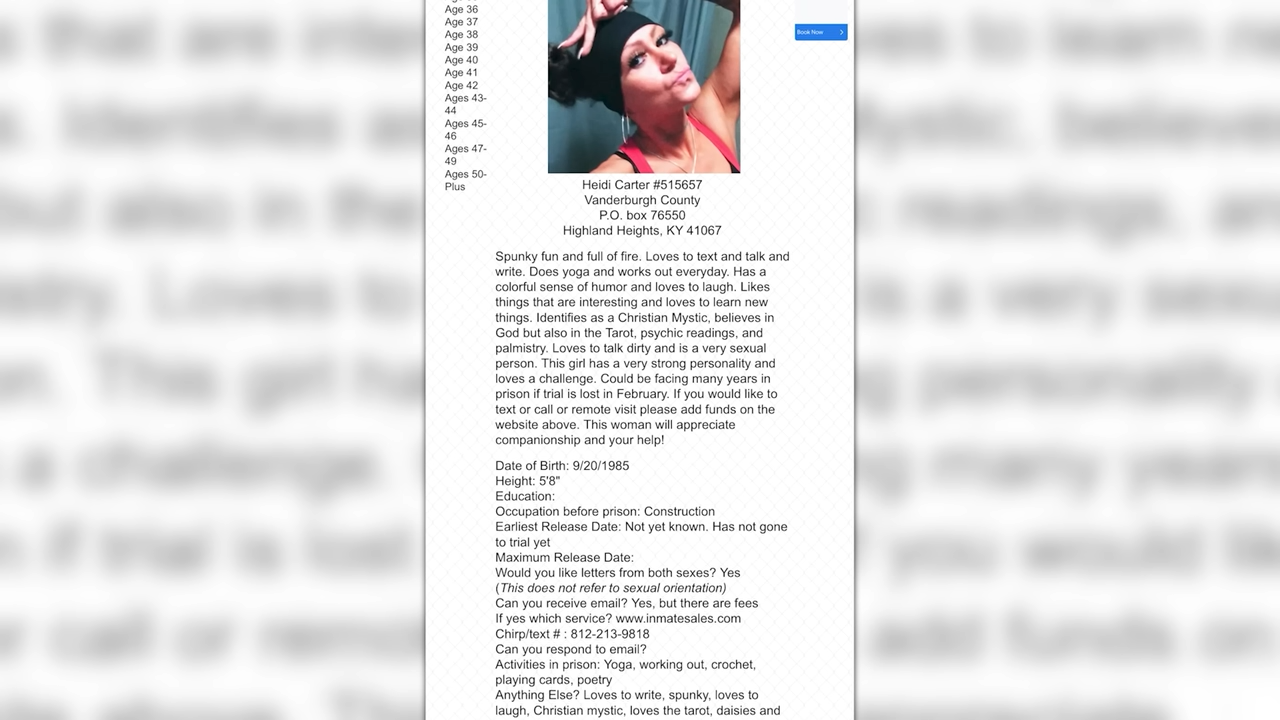 Age 36
Age 37
Age 38
Age 39
Age 40
Age 41
Age 42
Ages 43-
44
Ages 45-
46
Ages 47-
49
Ages 50-
Plus
Book Now
Heidi Carter #515657
Vanderburgh County
P.O. box 76550
Highland Heights, KY 41067
Spunky fun and full of fire. Loves to text and talk and
write. Does yoga and works out everyday. Has a
colorful sense of humor and loves to laugh. Likes
things that are interesting and loves to learn new
things. Identifies as a Christian Mystic, believes in
God but also in the Tarot, psychic readings, and
palmistry. Loves to talk dirty and is a very sexual
person. This girl has a very strong personality and
loves a challenge. Could be facing many years in
prison if trial is lost in February. If you would like to
text or call or remote visit please add funds on the
website above. This woman will appreciate
companionship and your help!
Date of Birth: 9/20/1985
Height: 5'8"
Education:
Occupation before prison: Construction
Earliest Release Date: Not yet known. Has not gone
to trial yet
Maximum Release Date:
Would you like letters from both sexes? Yes
(This does not refer to sexual orientation)
Can you receive email? Yes, but there are fees
If yes which service? www.inmatesales.com
Chirp/text # : 812-213-9818
Can you respond to email?
Activities in prison: Yoga, working out, crochet,
playing cards, poetry
Anything Else? Loves to write, spunky, loves to
laugh, Christian mystic, loves the tarot, daisies and